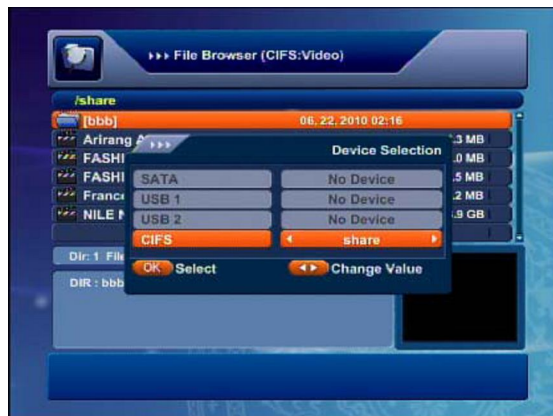 File Browser (CIFS:Video)
/share
[bbb] 06, 22, 2010 02:16
Arirang
.3 MB
Device Selection
FASHI .0 MB
SATA No Device
FASHI .5 MB
USB 1 No Device
France .2 MB
USB 2 No Device
NILE .9 GB
CIFS share
Dir: 1 File
OK Select Change Value
DIR : bbb